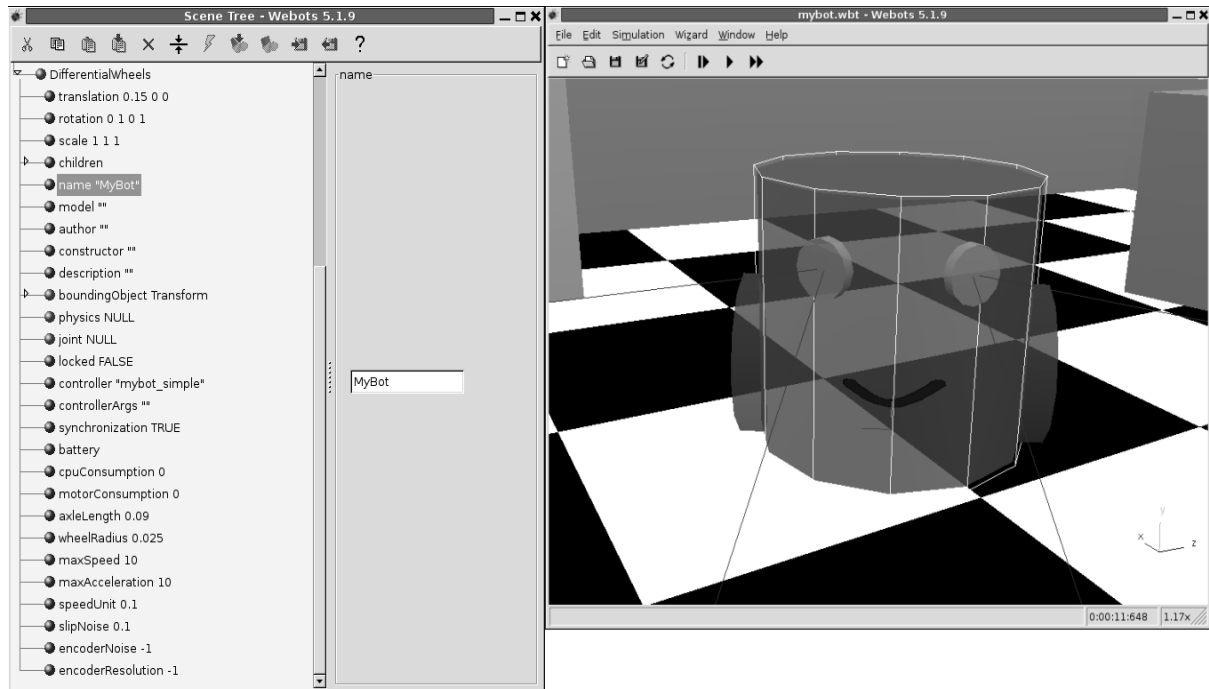 Scene Tree - Webots 5.1.9
?
DifferentialWheels
translation 0.15 0 0
rotation 0 1 0 1
scale 1 1 1
children
name "MyBot"
model ""
author ""
constructor ""
description ""
boundingObject Transform
physics NULL
joint NULL
locked FALSE
controller "mybot_simple"
controllerArgs ""
synchronization TRUE
battery
cpuConsumption 0
motorConsumption 0
axleLength 0.09
wheelRadius 0.025
maxSpeed 10
maxAcceleration 10
speedUnit 0.1
slipNoise 0.1
encoderNoise -1
encoderResolution -1
name
MyBot
mybot.wbt - Webots 5.1.9
File Edit Simulation Wizard Window Help
y
x
z
0:00:11:648 1.17x